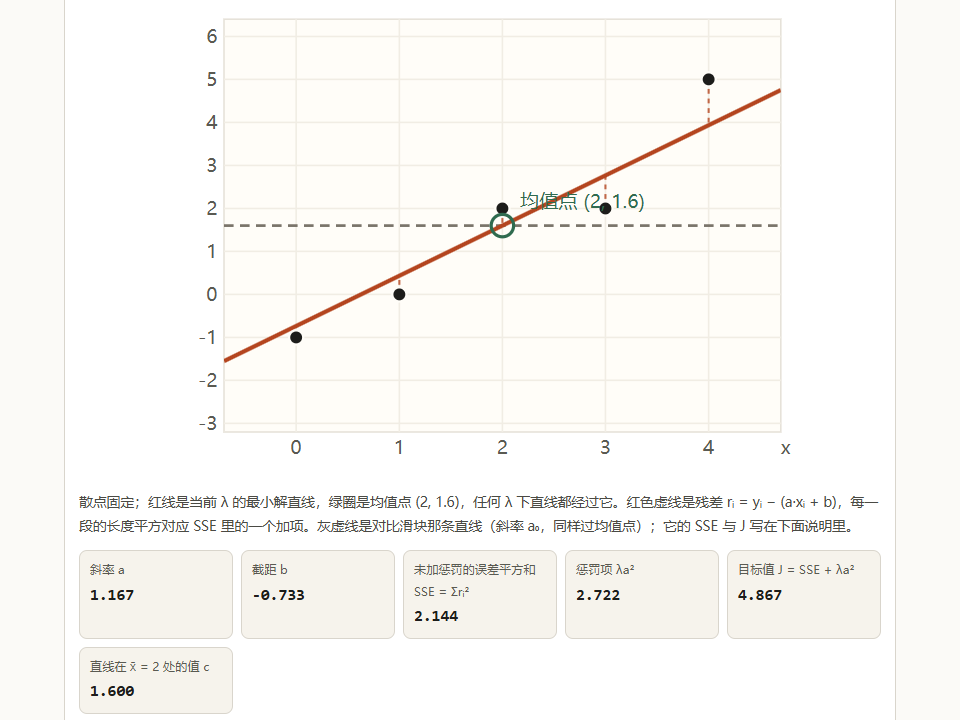 6
5
4
3
2
1
0
-1
-2
-3
均值点 (2, 1.6)
0 1 2 3 4 x
散点固定；红线是当前 λ 的最小解直线，绿圈是均值点 (2, 1.6)，任何 λ 下直线都经过它。红色虚线是残差 rᵢ = yᵢ − (a·xᵢ + b)，每一
段的长度平方对应 SSE 里的一个加项。灰虚线是对比滑块那条直线（斜率 a₀，同样过均值点）；它的 SSE 与 J 写在下面说明里。
斜率 a
1.167
截距 b
-0.733
未加惩罚的误差平方和
SSE = Σrᵢ²
2.144
惩罚项 λa²
2.722
目标值 J = SSE + λa²
4.867
直线在 x̄ = 2 处的值 c
1.600